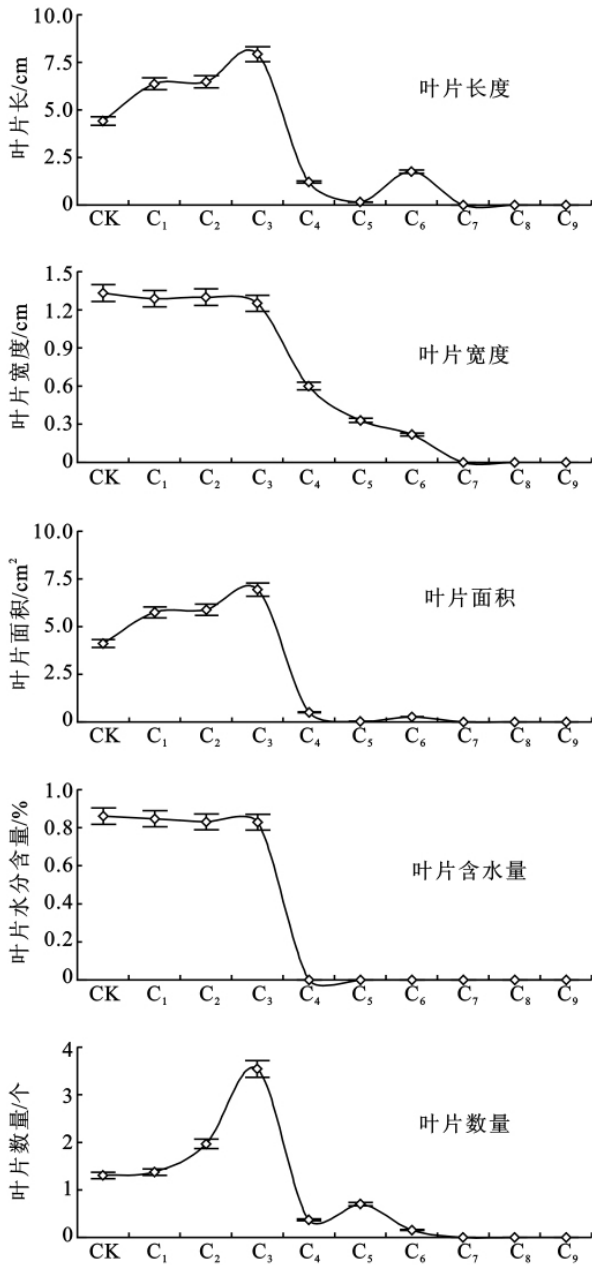 10.0
7.5
5.0
2.5
0
叶片长/cm
叶片长度
CK C₁ C₂ C₃ C₄ C₅ C₆ C₇ C₈ C₉
1.5
1.2
0.9
0.6
0.3
0
叶片宽度/cm
叶片宽度
CK C₁ C₂ C₃ C₄ C₅ C₆ C₇ C₈ C₉
10.0
7.5
5.0
2.5
0
叶片面积/cm²
叶片面积
CK C₁ C₂ C₃ C₄ C₅ C₆ C₇ C₈ C₉
1.0
0.8
0.6
0.4
0.2
0
叶片水分含量/%
叶片含水量
CK C₁ C₂ C₃ C₄ C₅ C₆ C₇ C₈ C₉
4
3
2
1
0
叶片数量/个
叶片数量
CK C₁ C₂ C₃ C₄ C₅ C₆ C₇ C₈ C₉